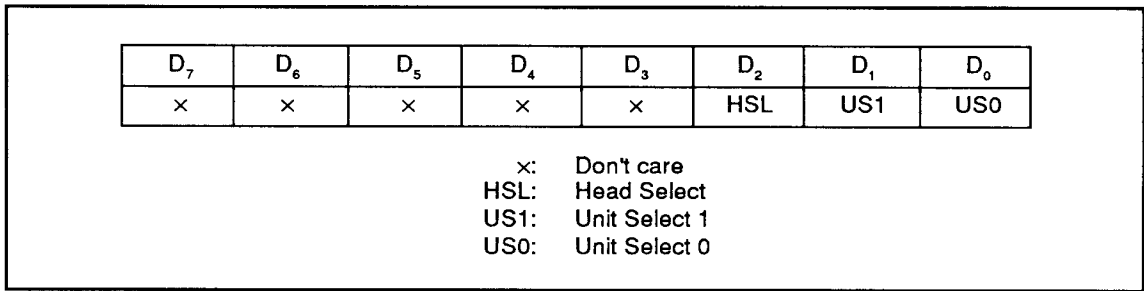 D₇ D₆ D₅ D₄ D₃ D₂ D₁ D₀
× × × × × HSL US1 US0
×: Don't care
HSL: Head Select
US1: Unit Select 1
US0: Unit Select 0